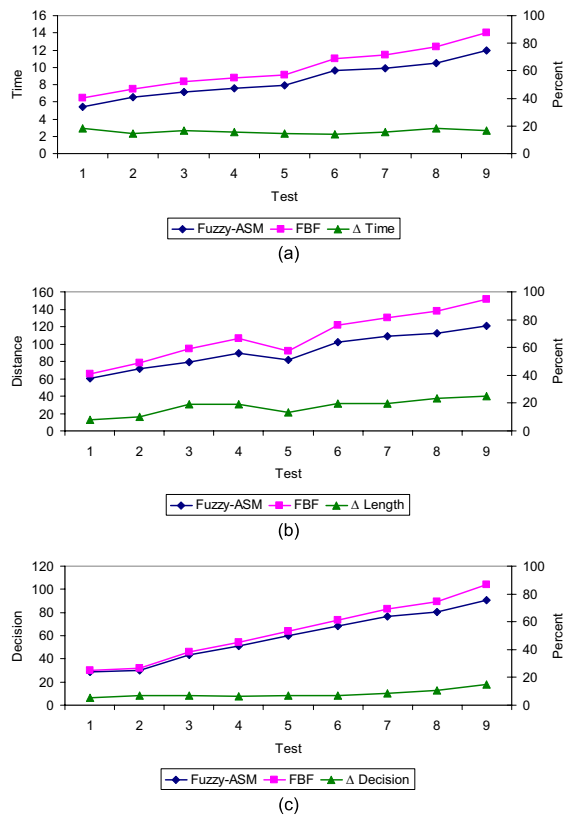 16 100
14
12 80
10 60
8
6 40
4 20
2
0 0
1 2 3 4 5 6 7 8 9
Time
Percent
Test
Fuzzy-ASM FBF Δ Time
(a)
160 100
140
120 80
100 60
80
60 40
40 20
20
0 0
1 2 3 4 5 6 7 8 9
Distance
Percent
Test
Fuzzy-ASM FBF Δ Length
(b)
120 100
100 80
80 60
60
40 40
20 20
0 0
1 2 3 4 5 6 7 8 9
Decision
Percent
Test
Fuzzy-ASM FBF Δ Decision
(c)